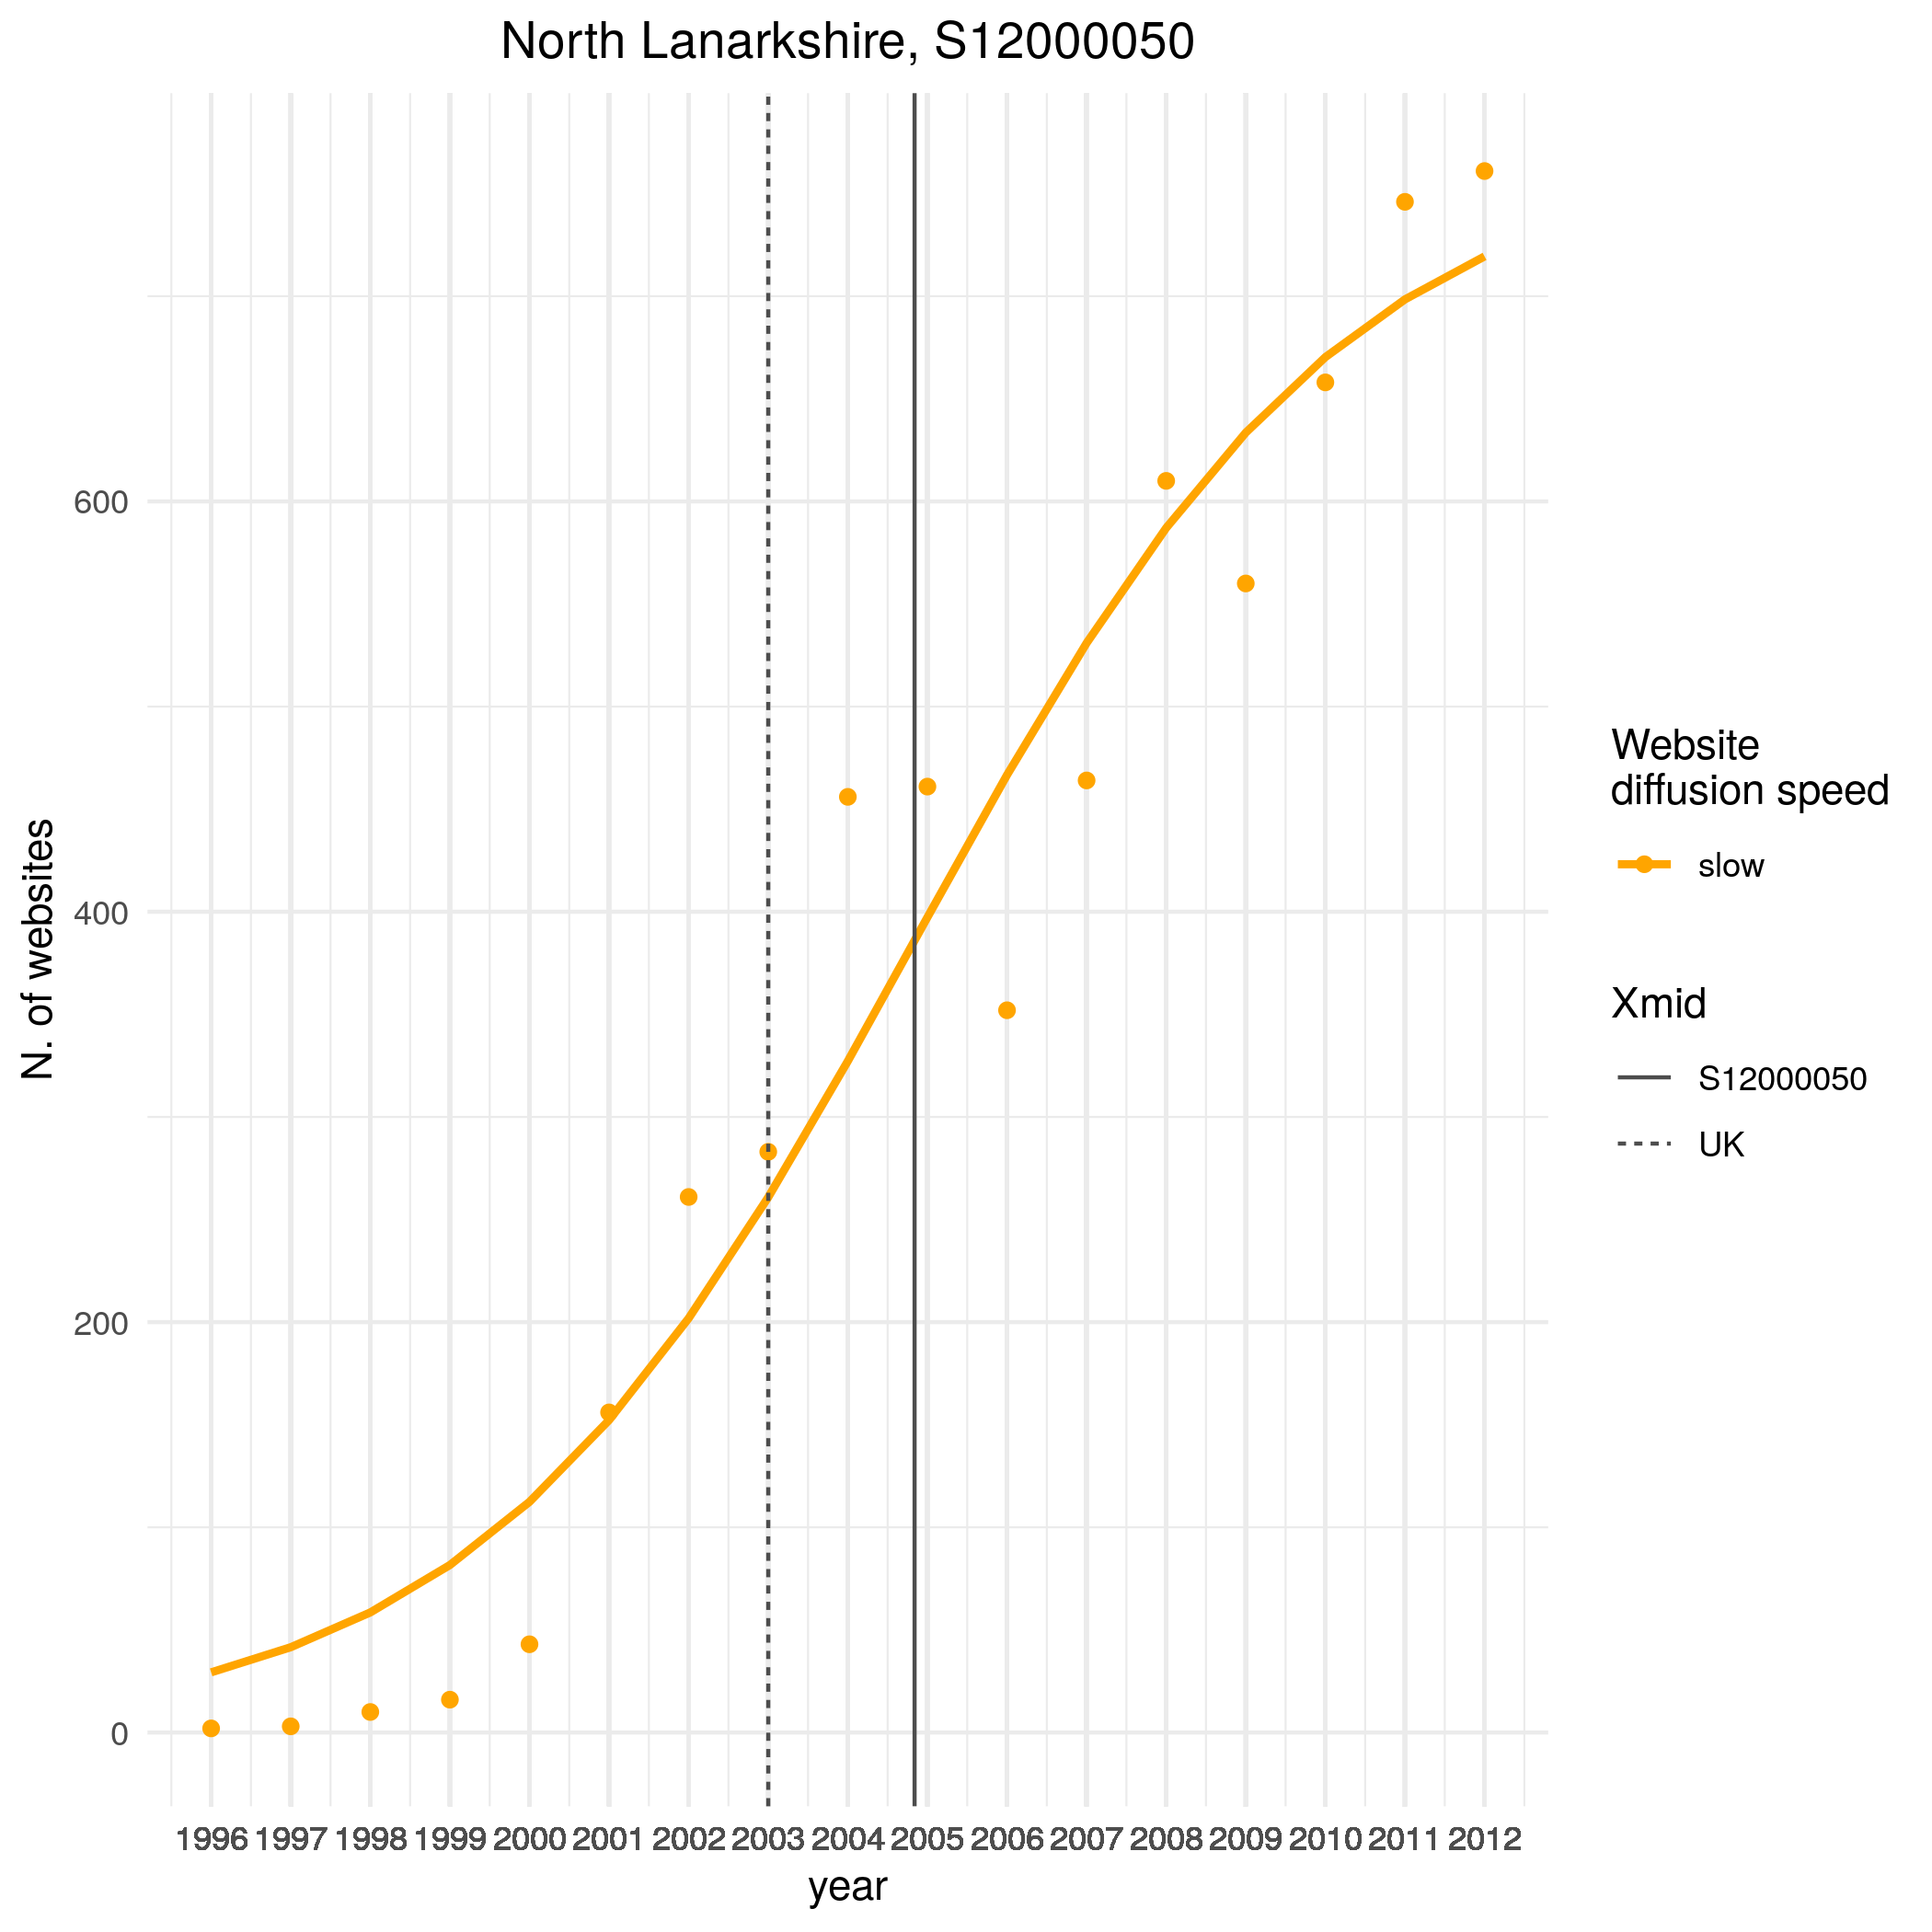 North Lanarkshire, S12000050
N. of websites
600
400
200
0
1996 1997 1998 1999 2000 2001 2002 2003 2004 2005 2006 2007 2008 2009 2010 2011 2012
year
Website
diffusion speed
slow
Xmid
S12000050
UK